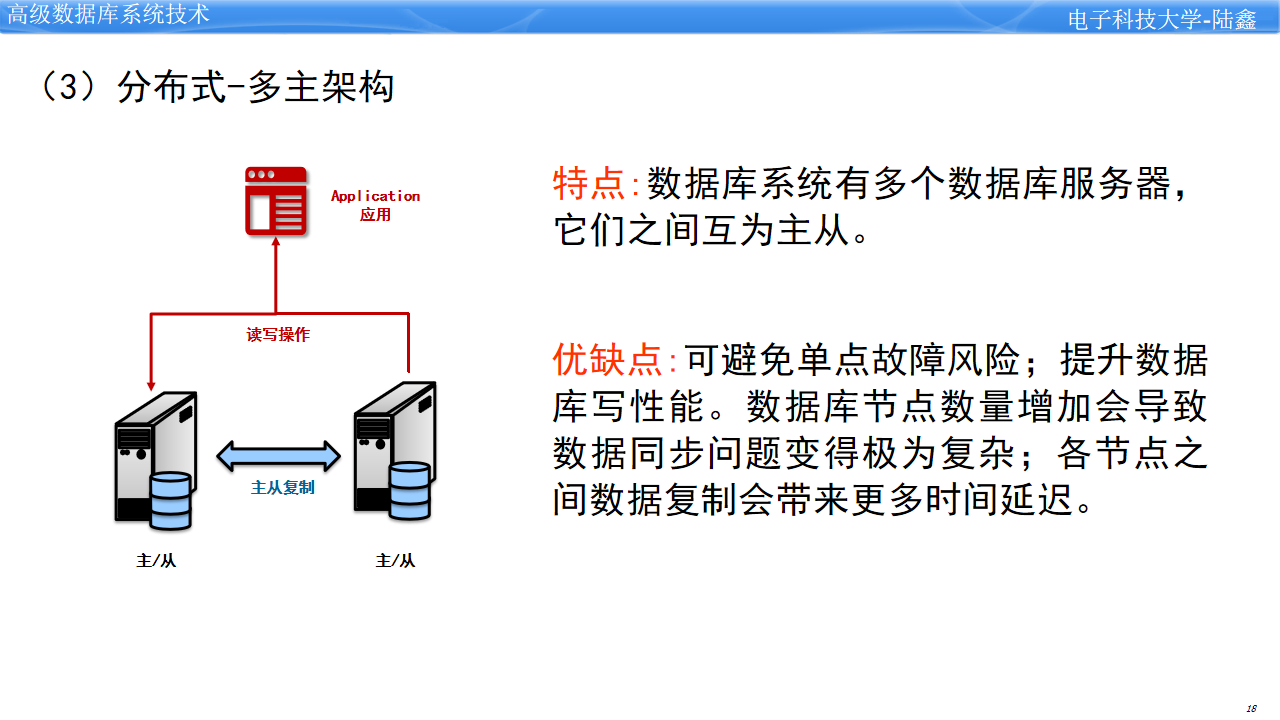 高级数据库系统技术
电子科技大学-陆鑫
（3）分布式-多主架构
Application
应用
读写操作
主从复制
主/从
主/从
特点:数据库系统有多个数据库服务器，
它们之间互为主从。
优缺点:可避免单点故障风险；提升数据
库写性能。数据库节点数量增加会导致
数据同步问题变得极为复杂；各节点之
间数据复制会带来更多时间延迟。
18